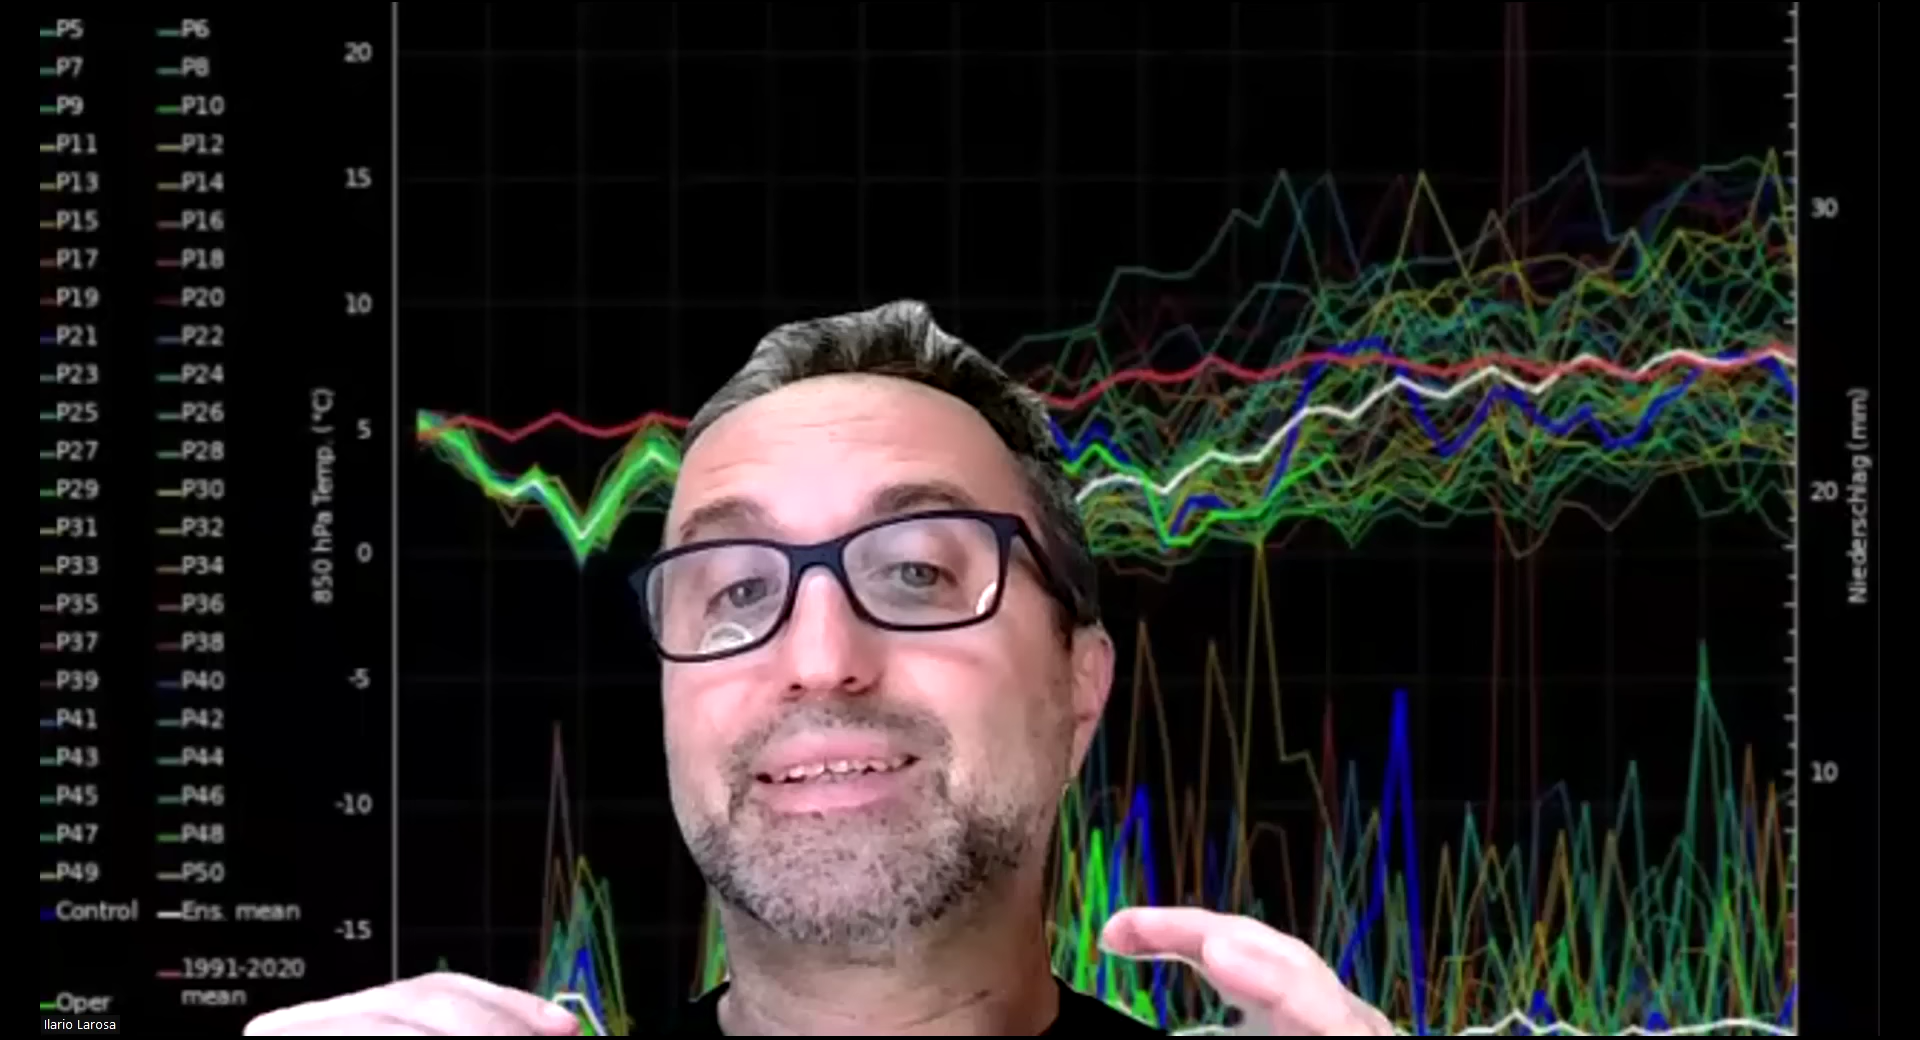 P5 P6
P7 P8
P9 P10
P11 P12
P13 P14
P15 P16
P17 P18
P19 P20
P21 P22
P23 P24
P25 P26
P27 P28
P29 P30
P31 P32
P33 P34
P35 P36
P37 P38
P39 P40
P41 P42
P43 P44
P45 P46
P47 P48
P49 P50
Control Ens. mean
1991-2020
mean
Oper
Ilario Larosa
850 hPa Temp. (°C)
20
15
10
5
0
-5
-10
-15
30
20
10
Niederschlag (mm)